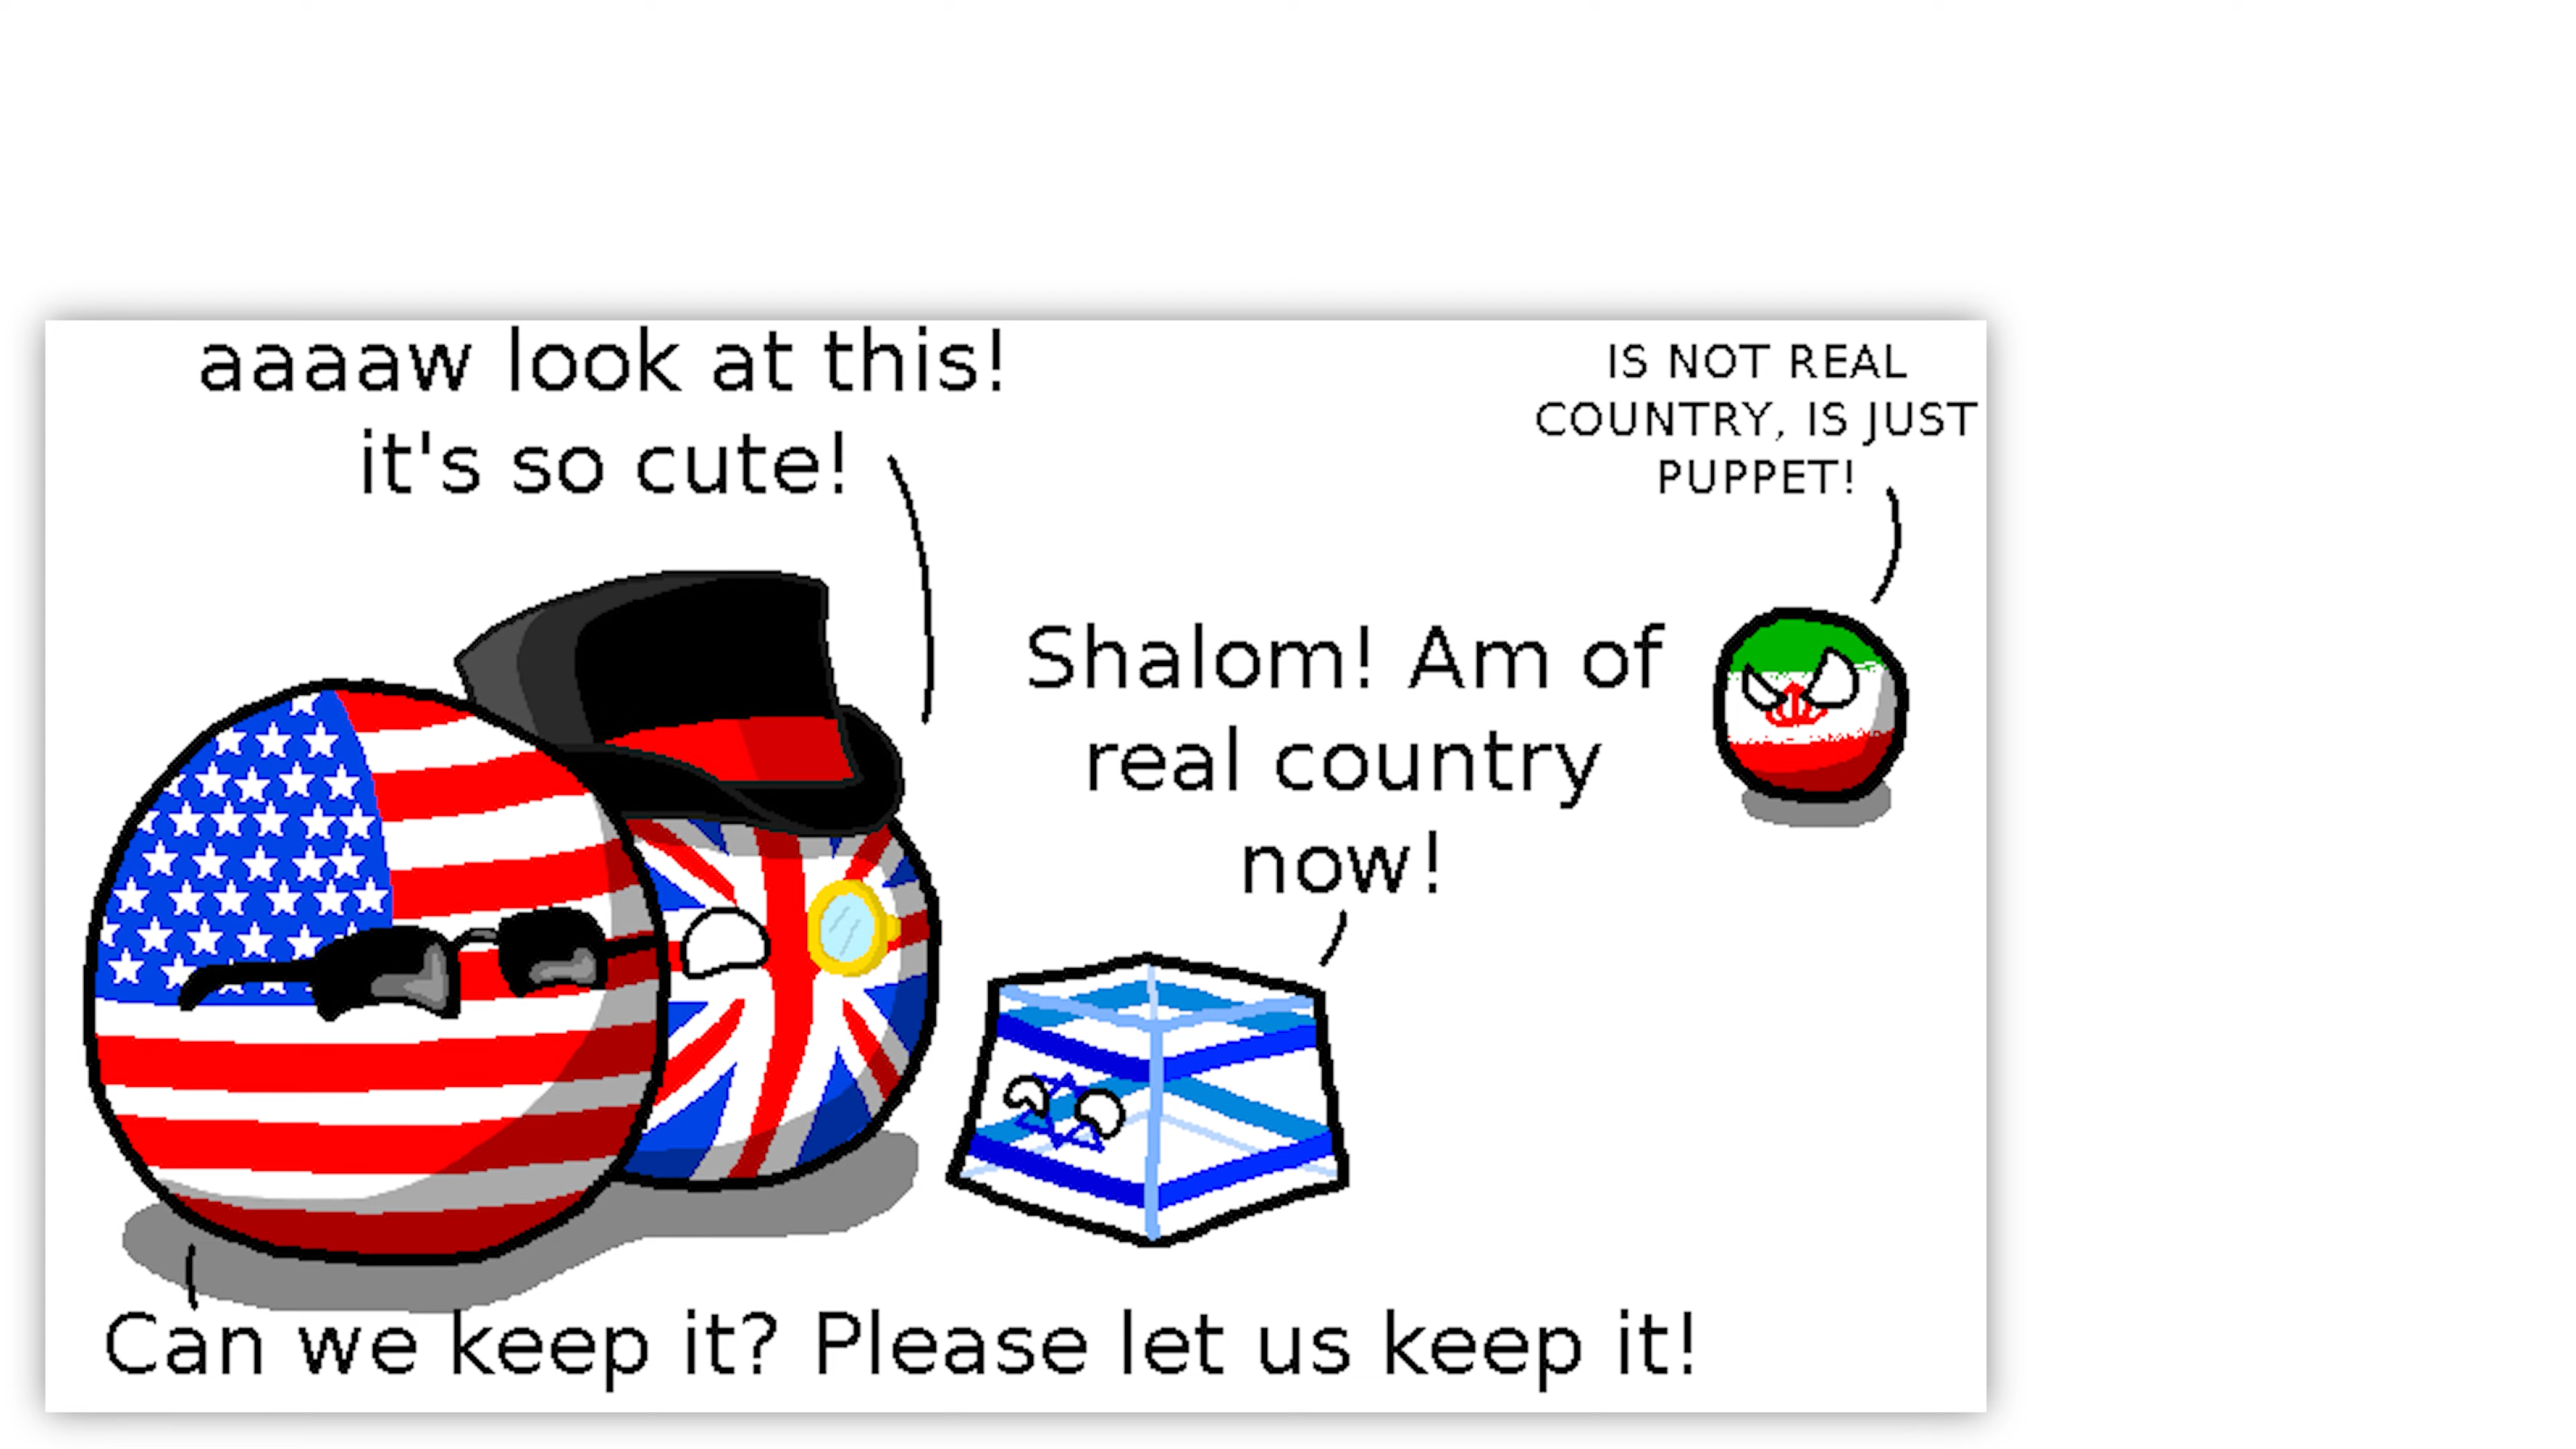 aaaaw look at this!
it's so cute!
IS NOT REAL
COUNTRY, IS JUST
PUPPET!
Shalom! Am of
real country
now!
Can we keep it? Please let us keep it!